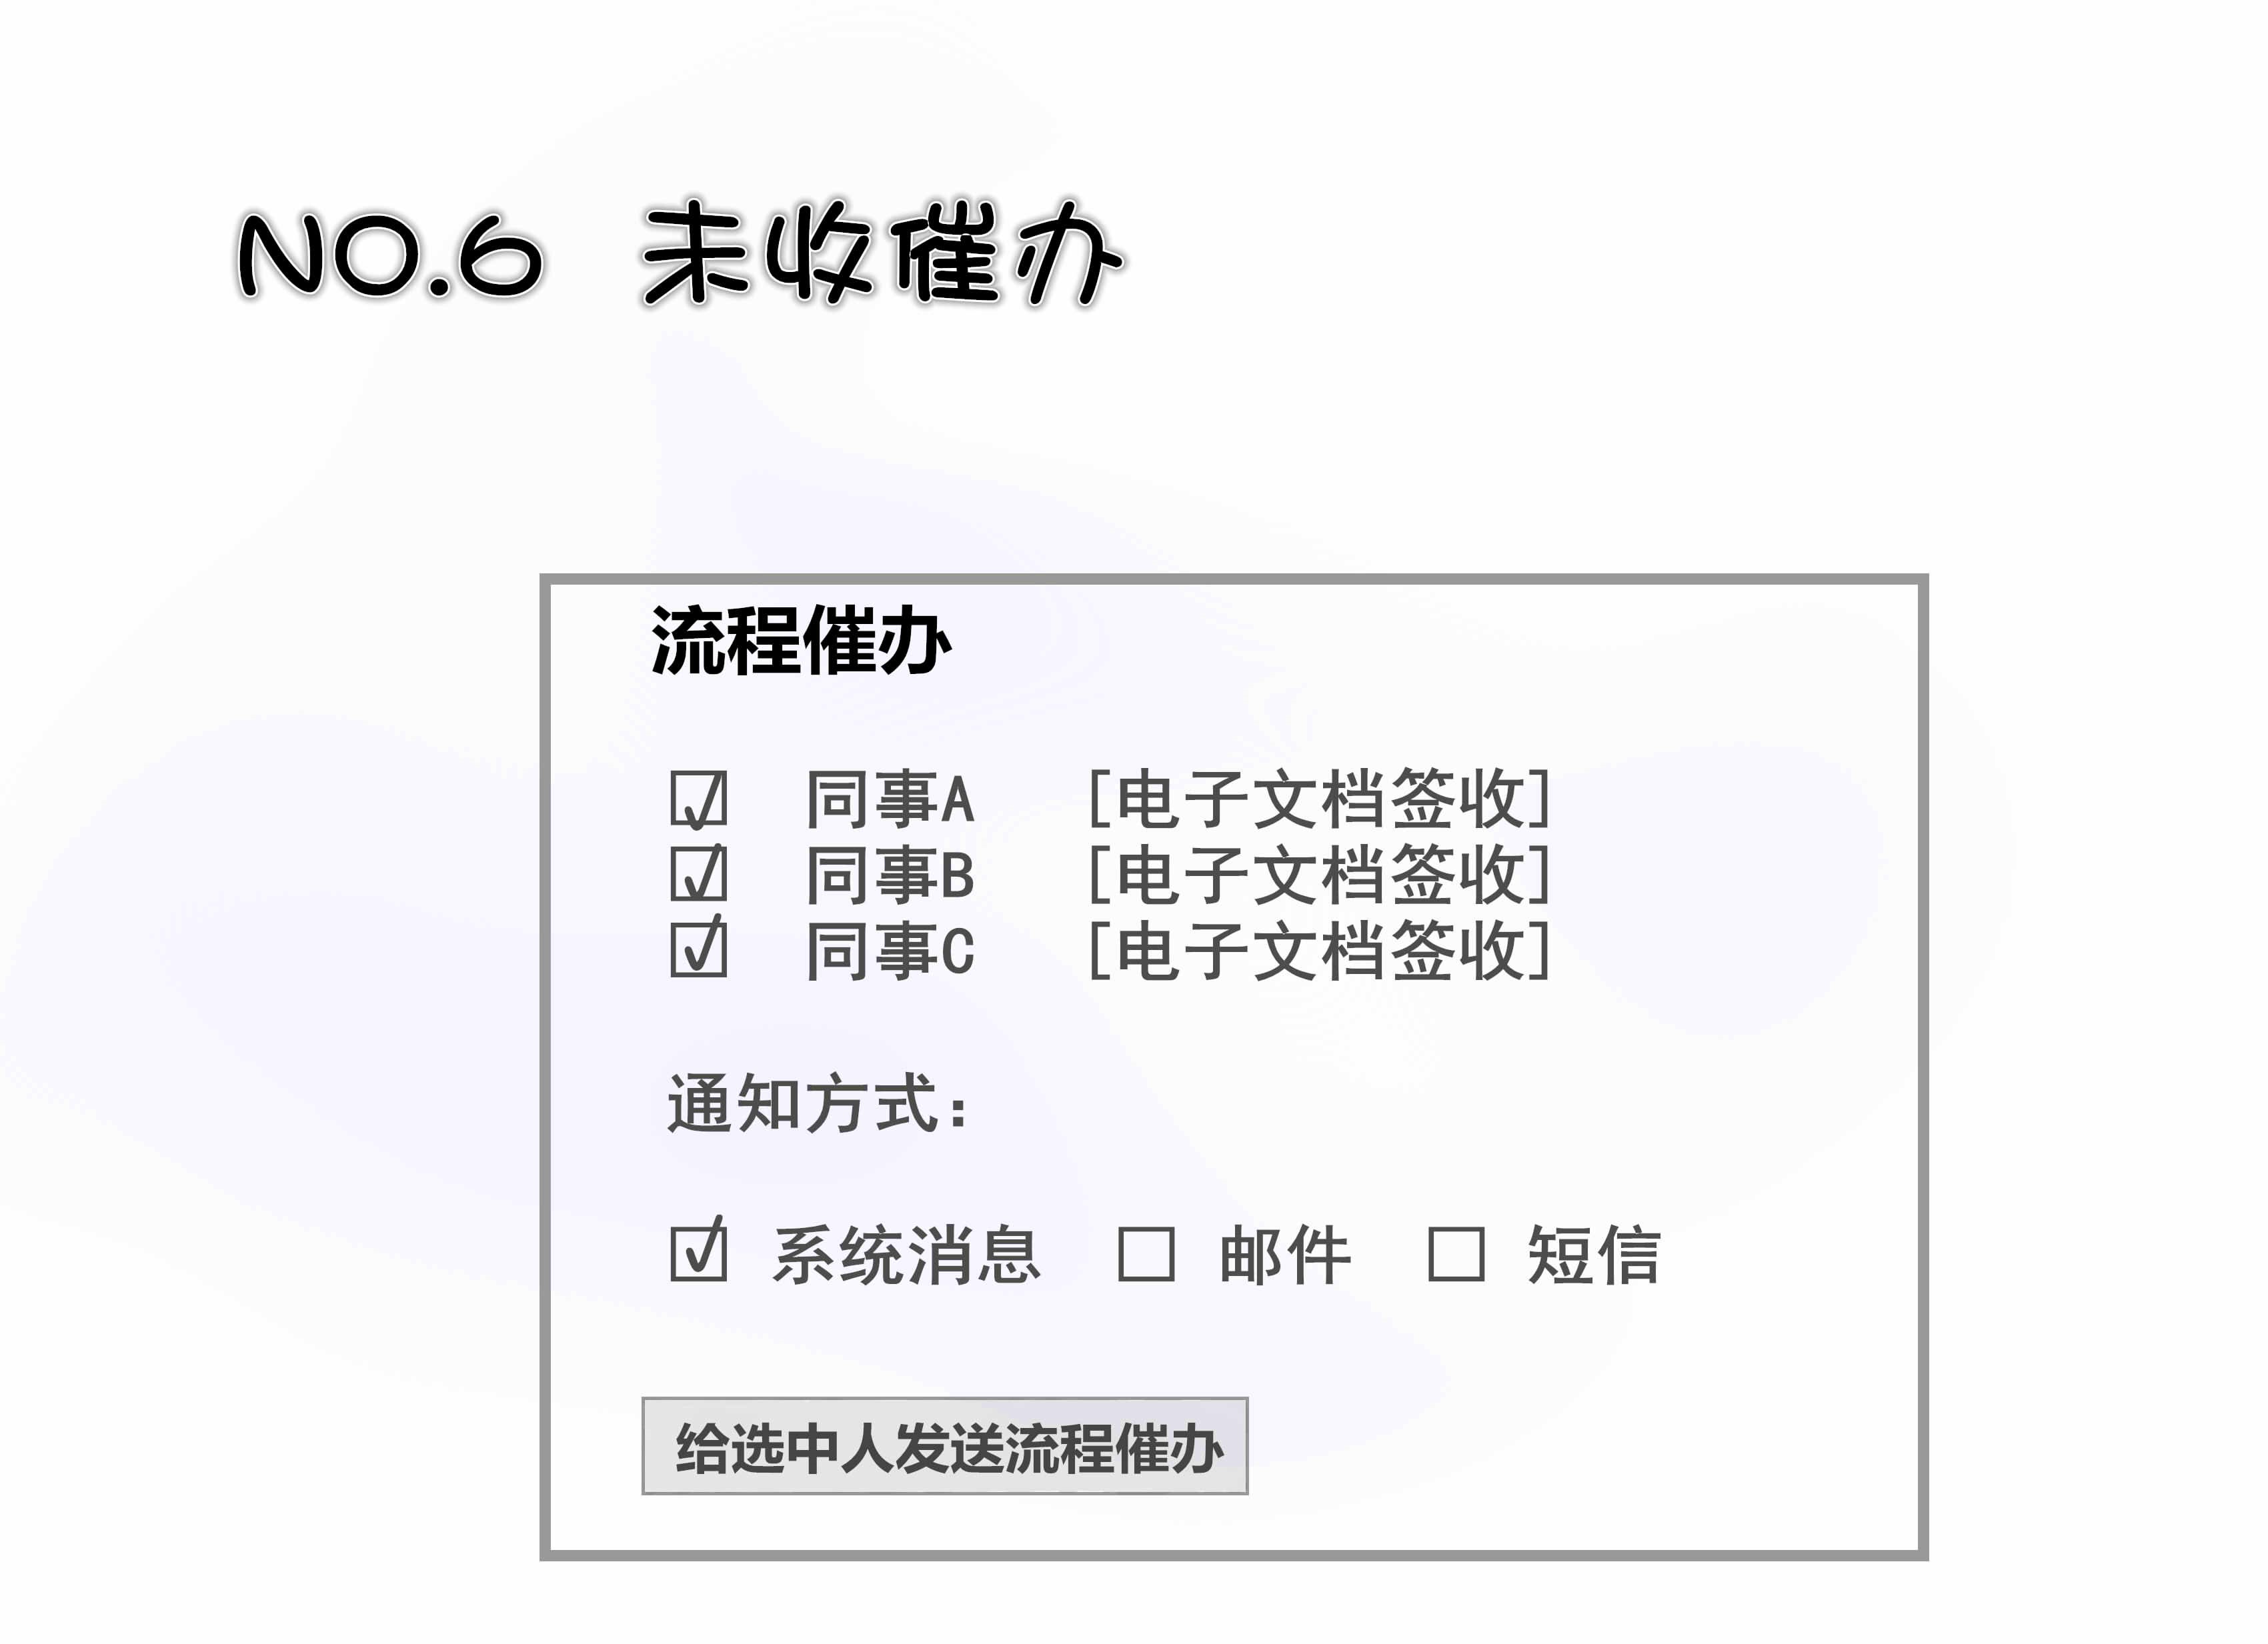 NO.6 未收催办
流程催办
☑ 同事A [电子文档签收]
☑ 同事B [电子文档签收]
☑ 同事C [电子文档签收]
通知方式：
☑ 系统消息 □ 邮件 □ 短信
给选中人发送流程催办